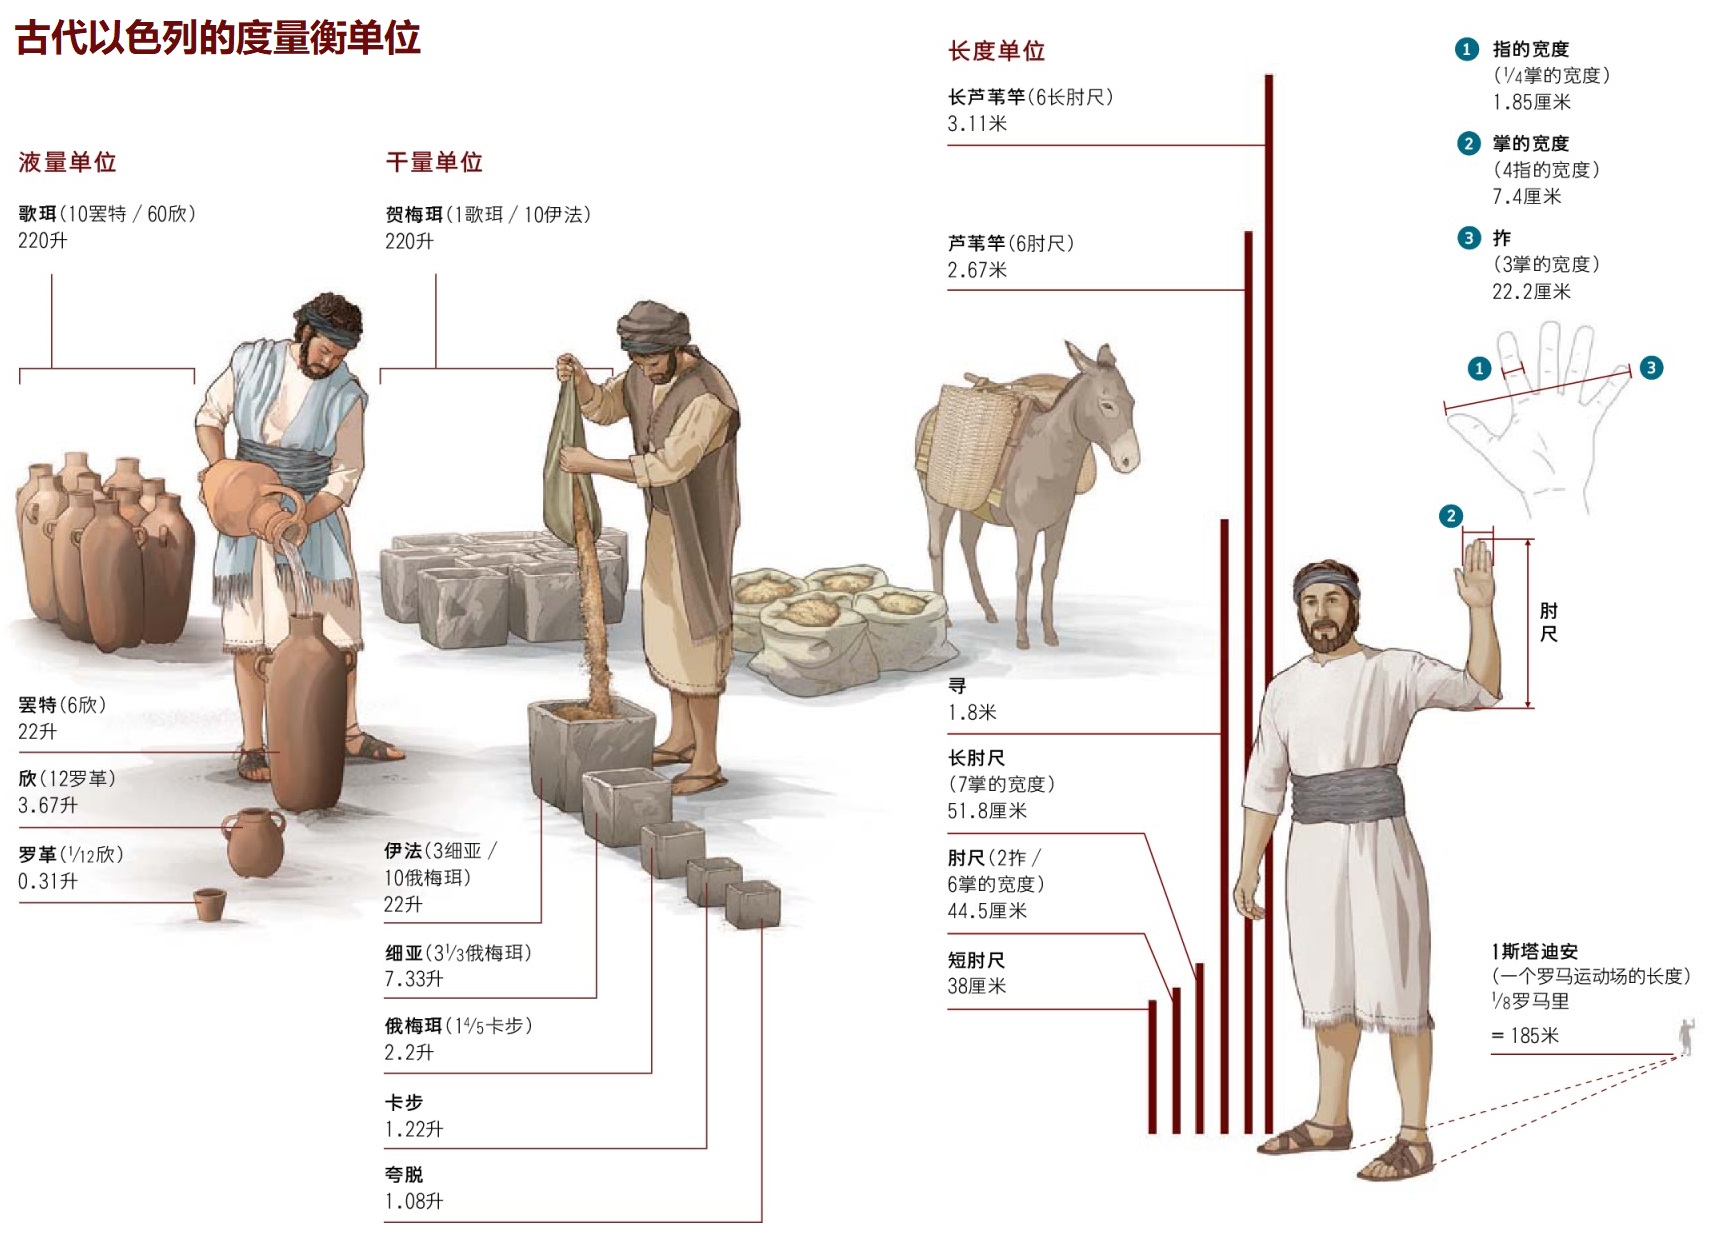 古代以色列的度量衡单位
液量单位
歌珥(10罢特 / 60欣)
220升
罢特(6欣)
22升
欣(12罗革)
3.67升
罗革(1/12欣)
0.31升
干量单位
贺梅珥(1歌珥 / 10伊法)
220升
伊法(3细亚 /
10俄梅珥)
22升
细亚(3⅓俄梅珥)
7.33升
俄梅珥(1⅘卡步)
2.2升
卡步
1.22升
夸脱
1.08升
长度单位
长芦苇竿(6长肘尺)
3.11米
芦苇竿(6肘尺)
2.67米
寻
1.8米
长肘尺
(7掌的宽度)
51.8厘米
肘尺(2拃 /
6掌的宽度)
44.5厘米
短肘尺
38厘米
1 指的宽度
(¼掌的宽度)
1.85厘米
2 掌的宽度
(4指的宽度)
7.4厘米
3 拃
(3掌的宽度)
22.2厘米
1
3
2
肘
尺
1斯塔迪安
(一个罗马运动场的长度)
⅛罗马里
= 185米